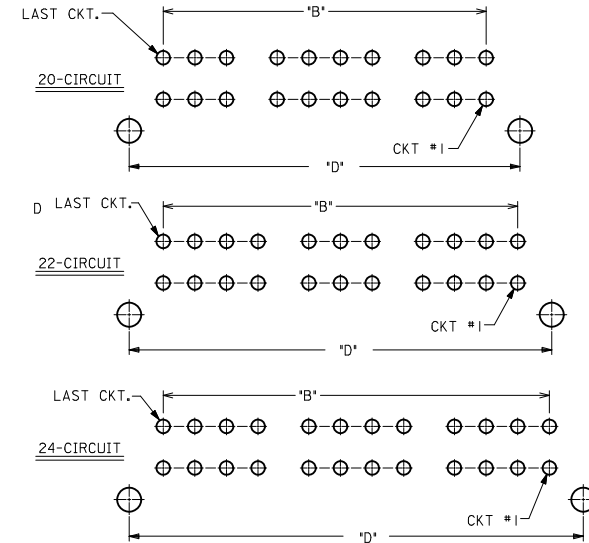 LAST CKT.
"B"
20-CIRCUIT
CKT #1
"D"
D LAST CKT.
"B"
22-CIRCUIT
CKT #1
"D"
LAST CKT.
"B"
24-CIRCUIT
CKT #1
"D"